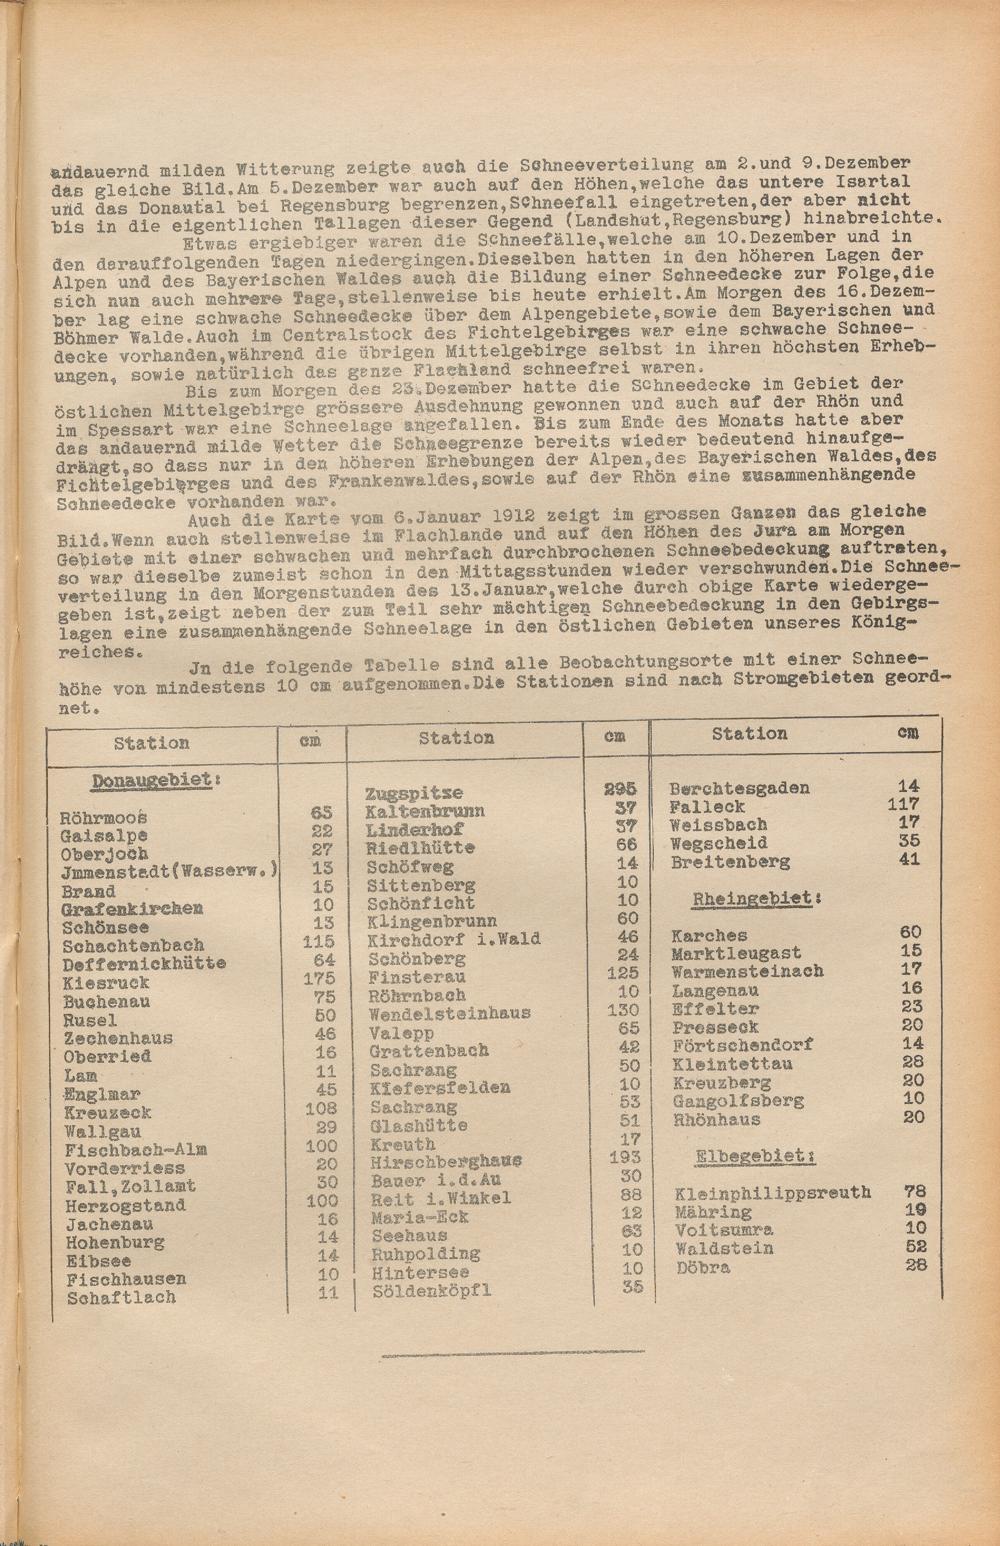 andauernd milden Witterung zeigte auch die Schneeverteilung am 2.und 9.Dezember
das gleiche Bild.Am 5.Dezember war auch auf den Höhen,welche das untere Isartal
und das Donautal bei Regensburg begrenzen,Schneefall eingetreten,der aber nicht
bis in die eigentlichen Tallagen dieser Gegend (Landshut,Regensburg) hinabreichte.
Etwas ergiebiger waren die Schneefälle,welche am 10.Dezember und in
den darauffolgenden Tagen niedergingen.Dieselben hatten in den höheren Lagen der
Alpen und des Bayerischen Waldes auch die Bildung einer Schneedecke zur Folge,die
sich nun auch mehrere Tage,stellenweise bis heute erhielt.Am Morgen des 16.Dezem-
ber lag eine schwache Schneedecke über dem Alpengebiete,sowie dem Bayerischen und
Böhmer Walde.Auch im Centralstock des Fichtelgebirges war eine schwache Schnee-
decke vorhanden,während die übrigen Mittelgebirge selbst in ihren höchsten Erheb-
ungen, sowie natürlich das ganze Flachland schneefrei waren.
Bis zum Morgen des 23.Dezember hatte die Schneedecke im Gebiet der
östlichen Mittelgebirge grössere Ausdehnung gewonnen und auch auf der Rhön und
im Spessart war eine Schneelage angefallen. Bis zum Ende des Monats hatte aber
das andauernd milde Wetter die Schneegrenze bereits wieder bedeutend hinaufge-
drängt,so dass nur in den höheren Erhebungen der Alpen,des Bayerischen Waldes,des
Fichtelgebirges und des Frankenwaldes,sowie auf der Rhön eine zusammenhängende
Schneedecke vorhanden war.
Auch die Karte vom 6.Januar 1912 zeigt im grossen Ganzen das gleiche
Bild.Wenn auch stellenweise im Flachlande und auf den Höhen des Jura am Morgen
Gebiete mit einer schwachen und mehrfach durchbrochenen Schneebedeckung auftraten,
so war dieselbe zumeist schon in den Mittagsstunden wieder verschwunden.Die Schnee-
verteilung in den Morgenstunden des 13.Januar,welche durch obige Karte wiederge-
geben ist,zeigt neben der zum Teil sehr mächtigen Schneebedeckung in den Gebirgs-
lagen eine zusammenhängende Schneelage in den östlichen Gebieten unseres König-
reiches.
Jn die folgende Tabelle sind alle Beobachtungsorte mit einer Schnee-
höhe von mindestens 10 cm aufgenommen.Die Stationen sind nach Stromgebieten geord-
net.
Station cm
Donaugebiet:
Röhrmoos 65
Gaisalpe 22
Oberjoch 27
Jmmenstadt(Wasserw.) 13
Brand 15
Grafenkirchen 10
Schönsee 13
Schachtenbach 115
Deffernickhütte 64
Kiesruck 175
Buchenau 75
Rusel 50
Zechenhaus 46
Oberried 16
Lam 11
Englmar 45
Kreuzeck 108
Wallgau 29
Fischbach-Alm 100
Vorderriess 20
Fall,Zollamt 30
Herzogstand 100
Jachenau 16
Hohenburg 14
Eibsee 14
Fischhausen 10
Schaftlach 11
Station cm
Zugspitze 295
Kaltenbrunn 37
Linderhof 37
Riedlhütte 66
Schöfweg 14
Sittenberg 10
Schönficht 10
Klingenbrunn 60
Kirchdorf i.Wald 46
Schönberg 24
Finsterau 125
Röhrnbach 10
Wendelsteinhaus 130
Valepp 65
Grattenbach 42
Sachrang 50
Kiefersfelden 10
Sachrang 53
Glashütte 51
Kreuth 17
Hirschberghaus 193
Bauer i.d.Au 30
Reit i.Winkel 88
Maria-Eck 12
Seehaus 63
Ruhpolding 10
Hintersee 10
Söldenköpfl 35
Station cm
Berchtesgaden 14
Falleck 117
Weissbach 17
Wegscheid 35
Breitenberg 41
Rheingebiet:
Karches 60
Marktleugast 15
Warmensteinach 17
Langenau 16
Effelter 23
Presseck 20
Förtschendorf 14
Kleintettau 28
Kreuzberg 20
Gangolfsberg 10
Rhönhaus 20
Elbegebiet:
Kleinphilippsreuth 78
Mähring 19
Voitsumra 10
Waldstein 52
Döbra 28